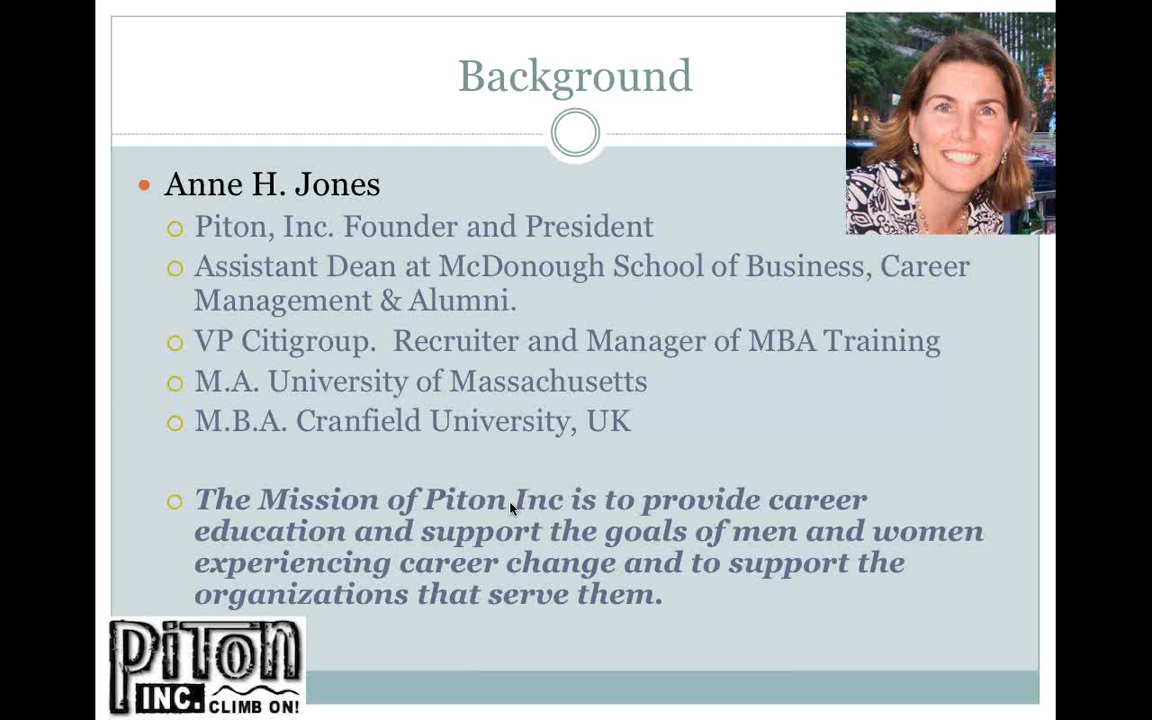 Background
Anne H. Jones
Piton, Inc. Founder and President
Assistant Dean at McDonough School of Business, Career
Management & Alumni.
VP Citigroup.  Recruiter and Manager of MBA Training
M.A. University of Massachusetts
M.B.A. Cranfield University, UK
The Mission of Piton Inc is to provide career
education and support the goals of men and women
experiencing career change and to support the
organizations that serve them.
PiTON
INC. CLIMB ON!